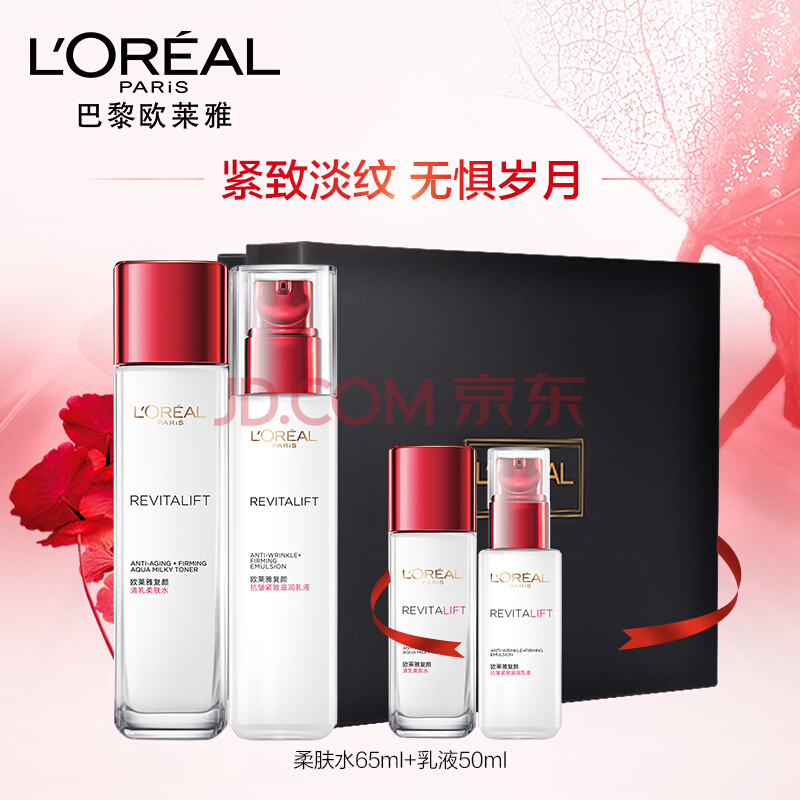 L'ORÉAL
PARiS
巴黎欧莱雅
紧致淡纹 无惧岁月
JD.COM 京东
L'ORÉAL
PARiS
REVITALIFT
ANTI-AGING + FIRMING
AQUA MILKY TONER
欧莱雅复颜
清乳柔肤水
L'ORÉAL
PARiS
REVITALIFT
ANTI-WRINKLE+
FIRMING
EMULSION
欧莱雅复颜
抗皱紧致滋润乳液
L'ORÉAL
L'ORÉAL
PARiS
REVITALIFT
AQUA MILKY
欧莱雅复颜
清乳柔肤水
L'ORÉAL
PARiS
REVITALIFT
ANTI-WRINKLE+FIRMING
EMULSION
欧莱雅复颜
抗皱紧致滋润乳液
柔肤水65ml+乳液50ml